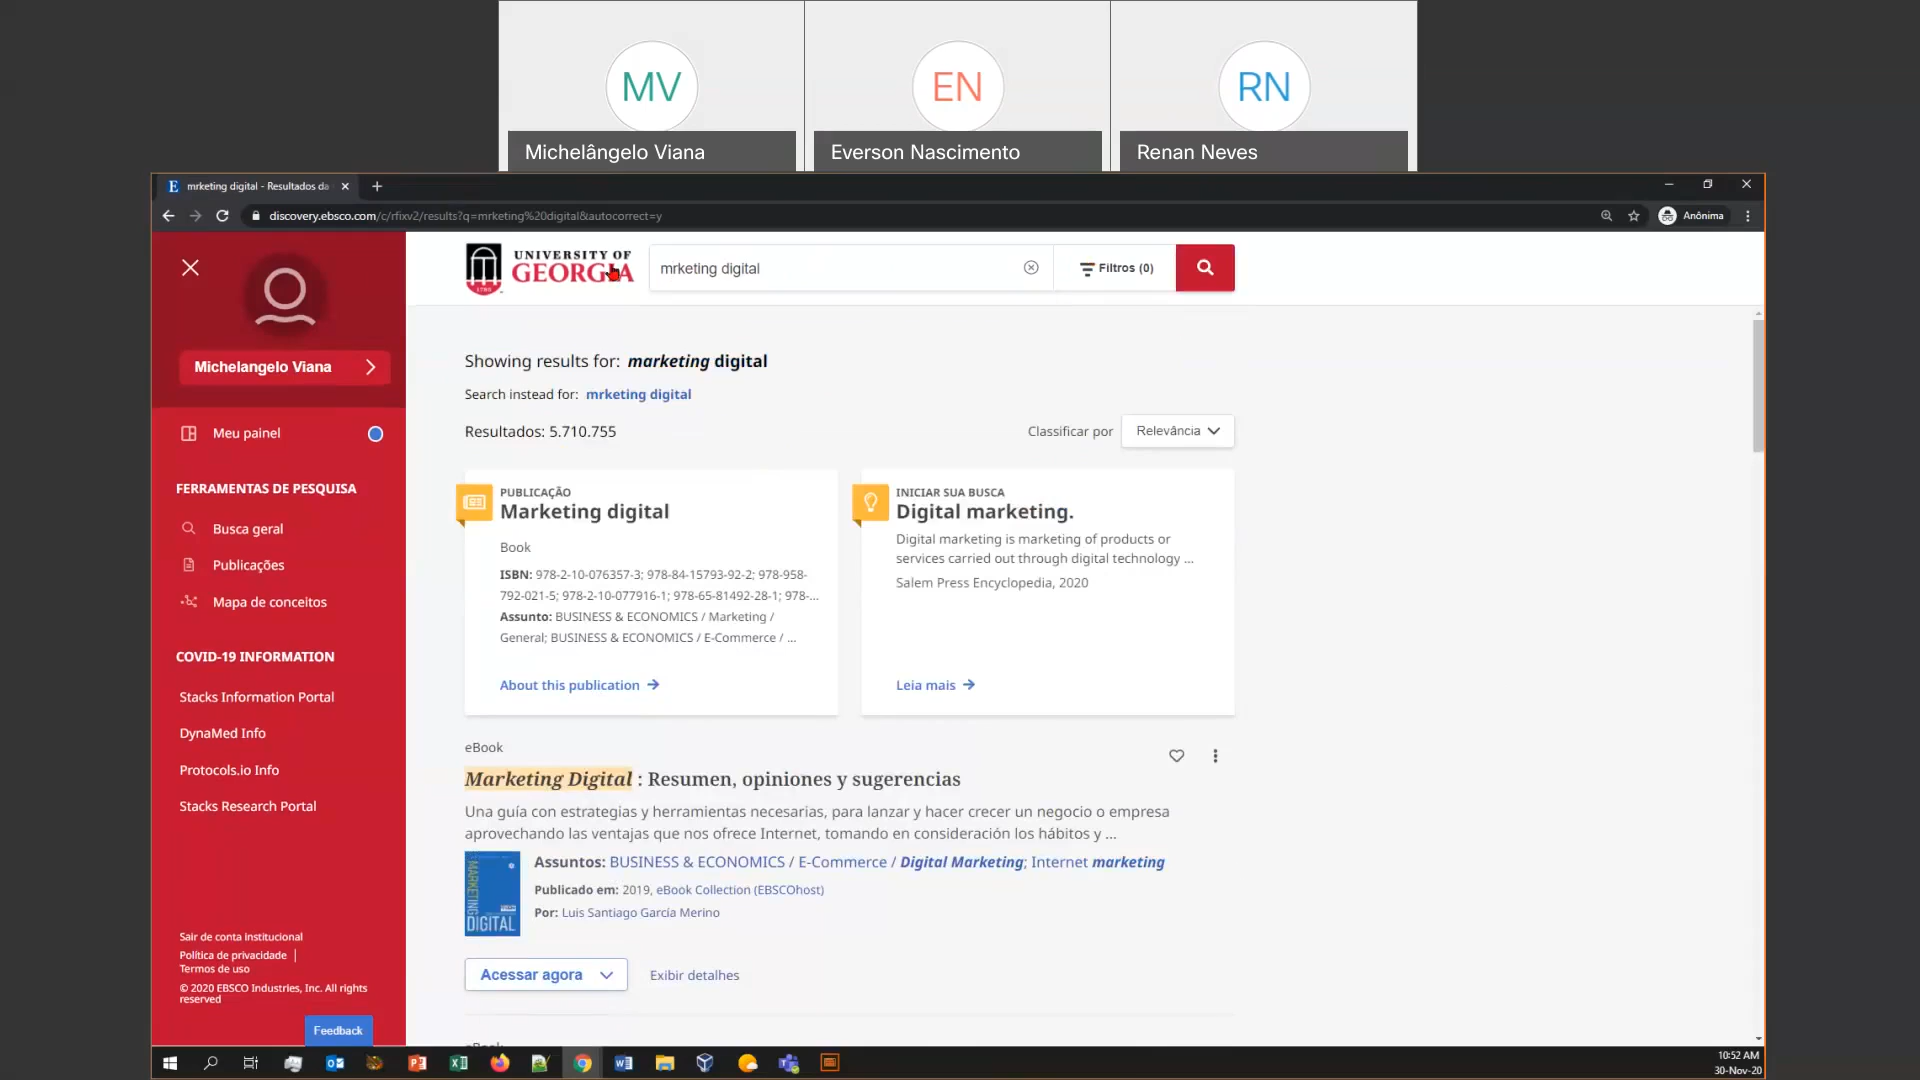 MV
EN
RN
Michelângelo Viana
Everson Nascimento
Renan Neves
mrketing digital - Resultados da
discovery.ebsco.com/c/rfixv2/results?q=mrketing%20digital&autocorrect=y
Anônima
UNIVERSITY OF
GEORGIA
1785
mrketing digital
Filtros (0)
Michelangelo Viana
Meu painel
FERRAMENTAS DE PESQUISA
Busca geral
Publicações
Mapa de conceitos
COVID-19 INFORMATION
Stacks Information Portal
DynaMed Info
Protocols.io Info
Stacks Research Portal
Sair de conta institucional
Política de privacidade |
Termos de uso
© 2020 EBSCO Industries, Inc. All rights
reserved
Feedback
Showing results for: marketing digital
Search instead for: mrketing digital
Resultados: 5.710.755
Classificar por
Relevância
PUBLICAÇÃO
Marketing digital
Book
ISBN: 978-2-10-076357-3; 978-84-15793-92-2; 978-958-
792-021-5; 978-2-10-077916-1; 978-65-81492-28-1; 978-...
Assunto: BUSINESS & ECONOMICS / Marketing /
General; BUSINESS & ECONOMICS / E-Commerce / ...
About this publication
INICIAR SUA BUSCA
Digital marketing.
Digital marketing is marketing of products or
services carried out through digital technology ...
Salem Press Encyclopedia, 2020
Leia mais
eBook
Marketing Digital : Resumen, opiniones y sugerencias
Una guía con estrategias y herramientas necesarias, para lanzar y hacer crecer un negocio o empresa
aprovechando las ventajas que nos ofrece Internet, tomando en consideración los hábitos y ...
MARKETING
DIGITAL
Assuntos: BUSINESS & ECONOMICS / E-Commerce / Digital Marketing; Internet marketing
Publicado em: 2019, eBook Collection (EBSCOhost)
Por: Luis Santiago García Merino
Acessar agora
Exibir detalhes
eBook
10:52 AM
30-Nov-20